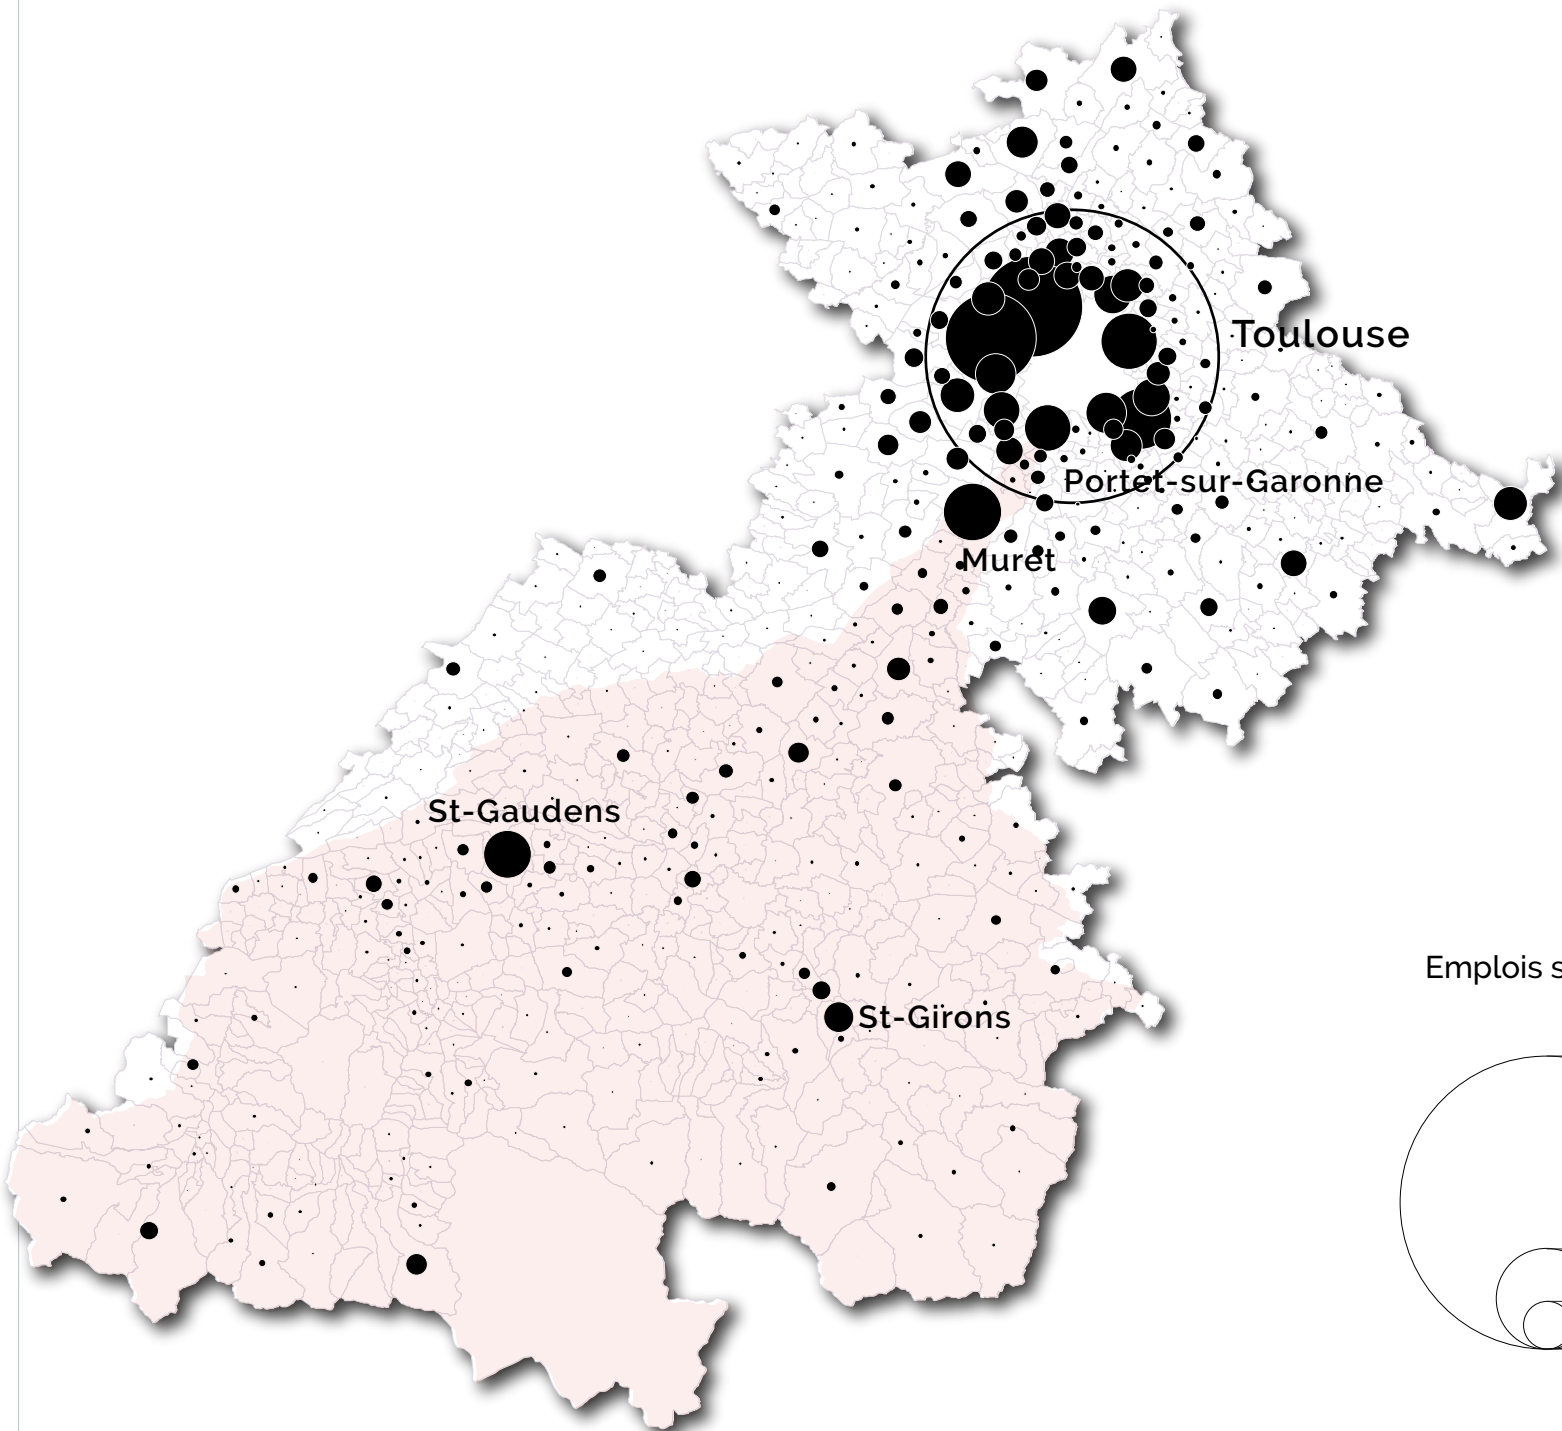 Toulouse
Portet-sur-Garonne
Muret
St-Gaudens
Emplois s
St-Girons